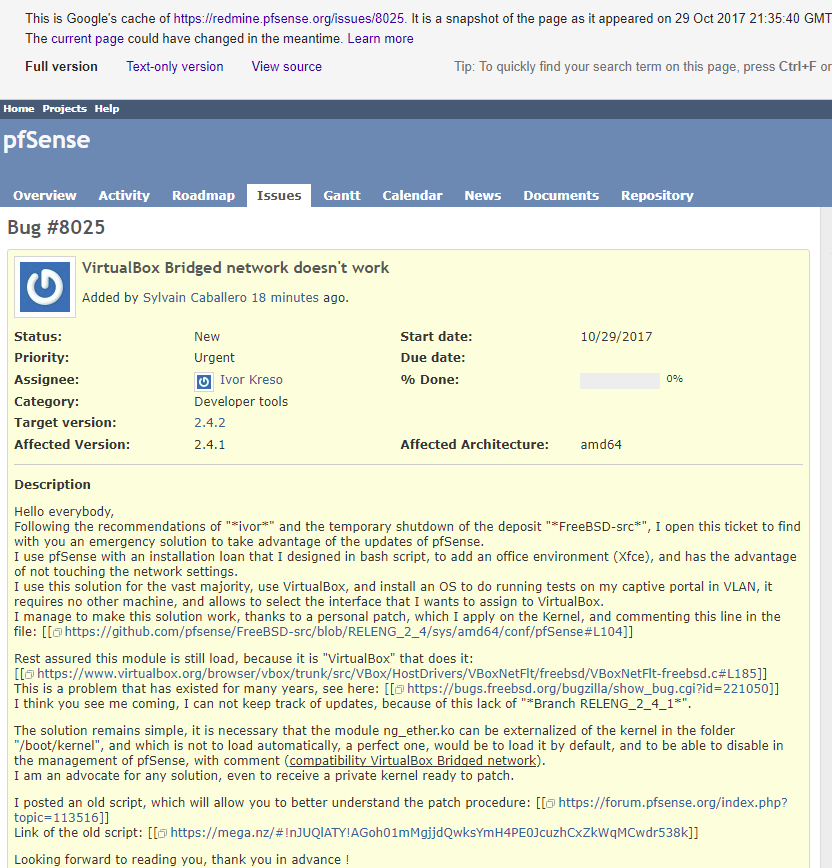 This is Google's cache of https://redmine.pfsense.org/issues/8025. It is a snapshot of the page as it appeared on 29 Oct 2017 21:35:40 GMT
The current page could have changed in the meantime. Learn more
Full version Text-only version View source Tip: To quickly find your search term on this page, press Ctrl+F or
Home Projects Help
pfSense
Overview Activity Roadmap Issues Gantt Calendar News Documents Repository
Bug #8025
VirtualBox Bridged network doesn't work
Added by Sylvain Caballero 18 minutes ago.
Status: New Start date: 10/29/2017
Priority: Urgent Due date:
Assignee: Ivor Kreso % Done: 0%
Category: Developer tools
Target version: 2.4.2
Affected Version: 2.4.1 Affected Architecture: amd64
Description
Hello everybody,
Following the recommendations of "*ivor*" and the temporary shutdown of the deposit "*FreeBSD-src*", I open this ticket to find
with you an emergency solution to take advantage of the updates of pfSense.
I use pfSense with an installation loan that I designed in bash script, to add an office environment (Xfce), and has the advantage
of not touching the network settings.
I use this solution for the vast majority, use VirtualBox, and install an OS to do running tests on my captive portal in VLAN, it
requires no other machine, and allows to select the interface that I wants to assign to VirtualBox.
I manage to make this solution work, thanks to a personal patch, which I apply on the Kernel, and commenting this line in the
file: [[https://github.com/pfsense/FreeBSD-src/blob/RELENG_2_4/sys/amd64/conf/pfSense#L104]]
Rest assured this module is still load, because it is "VirtualBox" that does it:
[[https://www.virtualbox.org/browser/vbox/trunk/src/VBox/HostDrivers/VBoxNetFlt/freebsd/VBoxNetFlt-freebsd.c#L185]]
This is a problem that has existed for many years, see here: [[https://bugs.freebsd.org/bugzilla/show_bug.cgi?id=221050]]
I think you see me coming, I can not keep track of updates, because of this lack of "*Branch RELENG_2_4_1*".
The solution remains simple, it is necessary that the module ng_ether.ko can be externalized of the kernel in the folder
"/boot/kernel", and which is not to load automatically, a perfect one, would be to load it by default, and to be able to disable in
the management of pfSense, with comment (compatibility VirtualBox Bridged network).
I am an advocate for any solution, even to receive a private kernel ready to patch.
I posted an old script, which will allow you to better understand the patch procedure: [[https://forum.pfsense.org/index.php?
topic=113516]]
Link of the old script: [[https://mega.nz/#!nJUQlATY!AGoh01mMgjjdQwksYmH4PE0JcuzhCxZkWqMCwdr538k]]
Looking forward to reading you, thank you in advance !